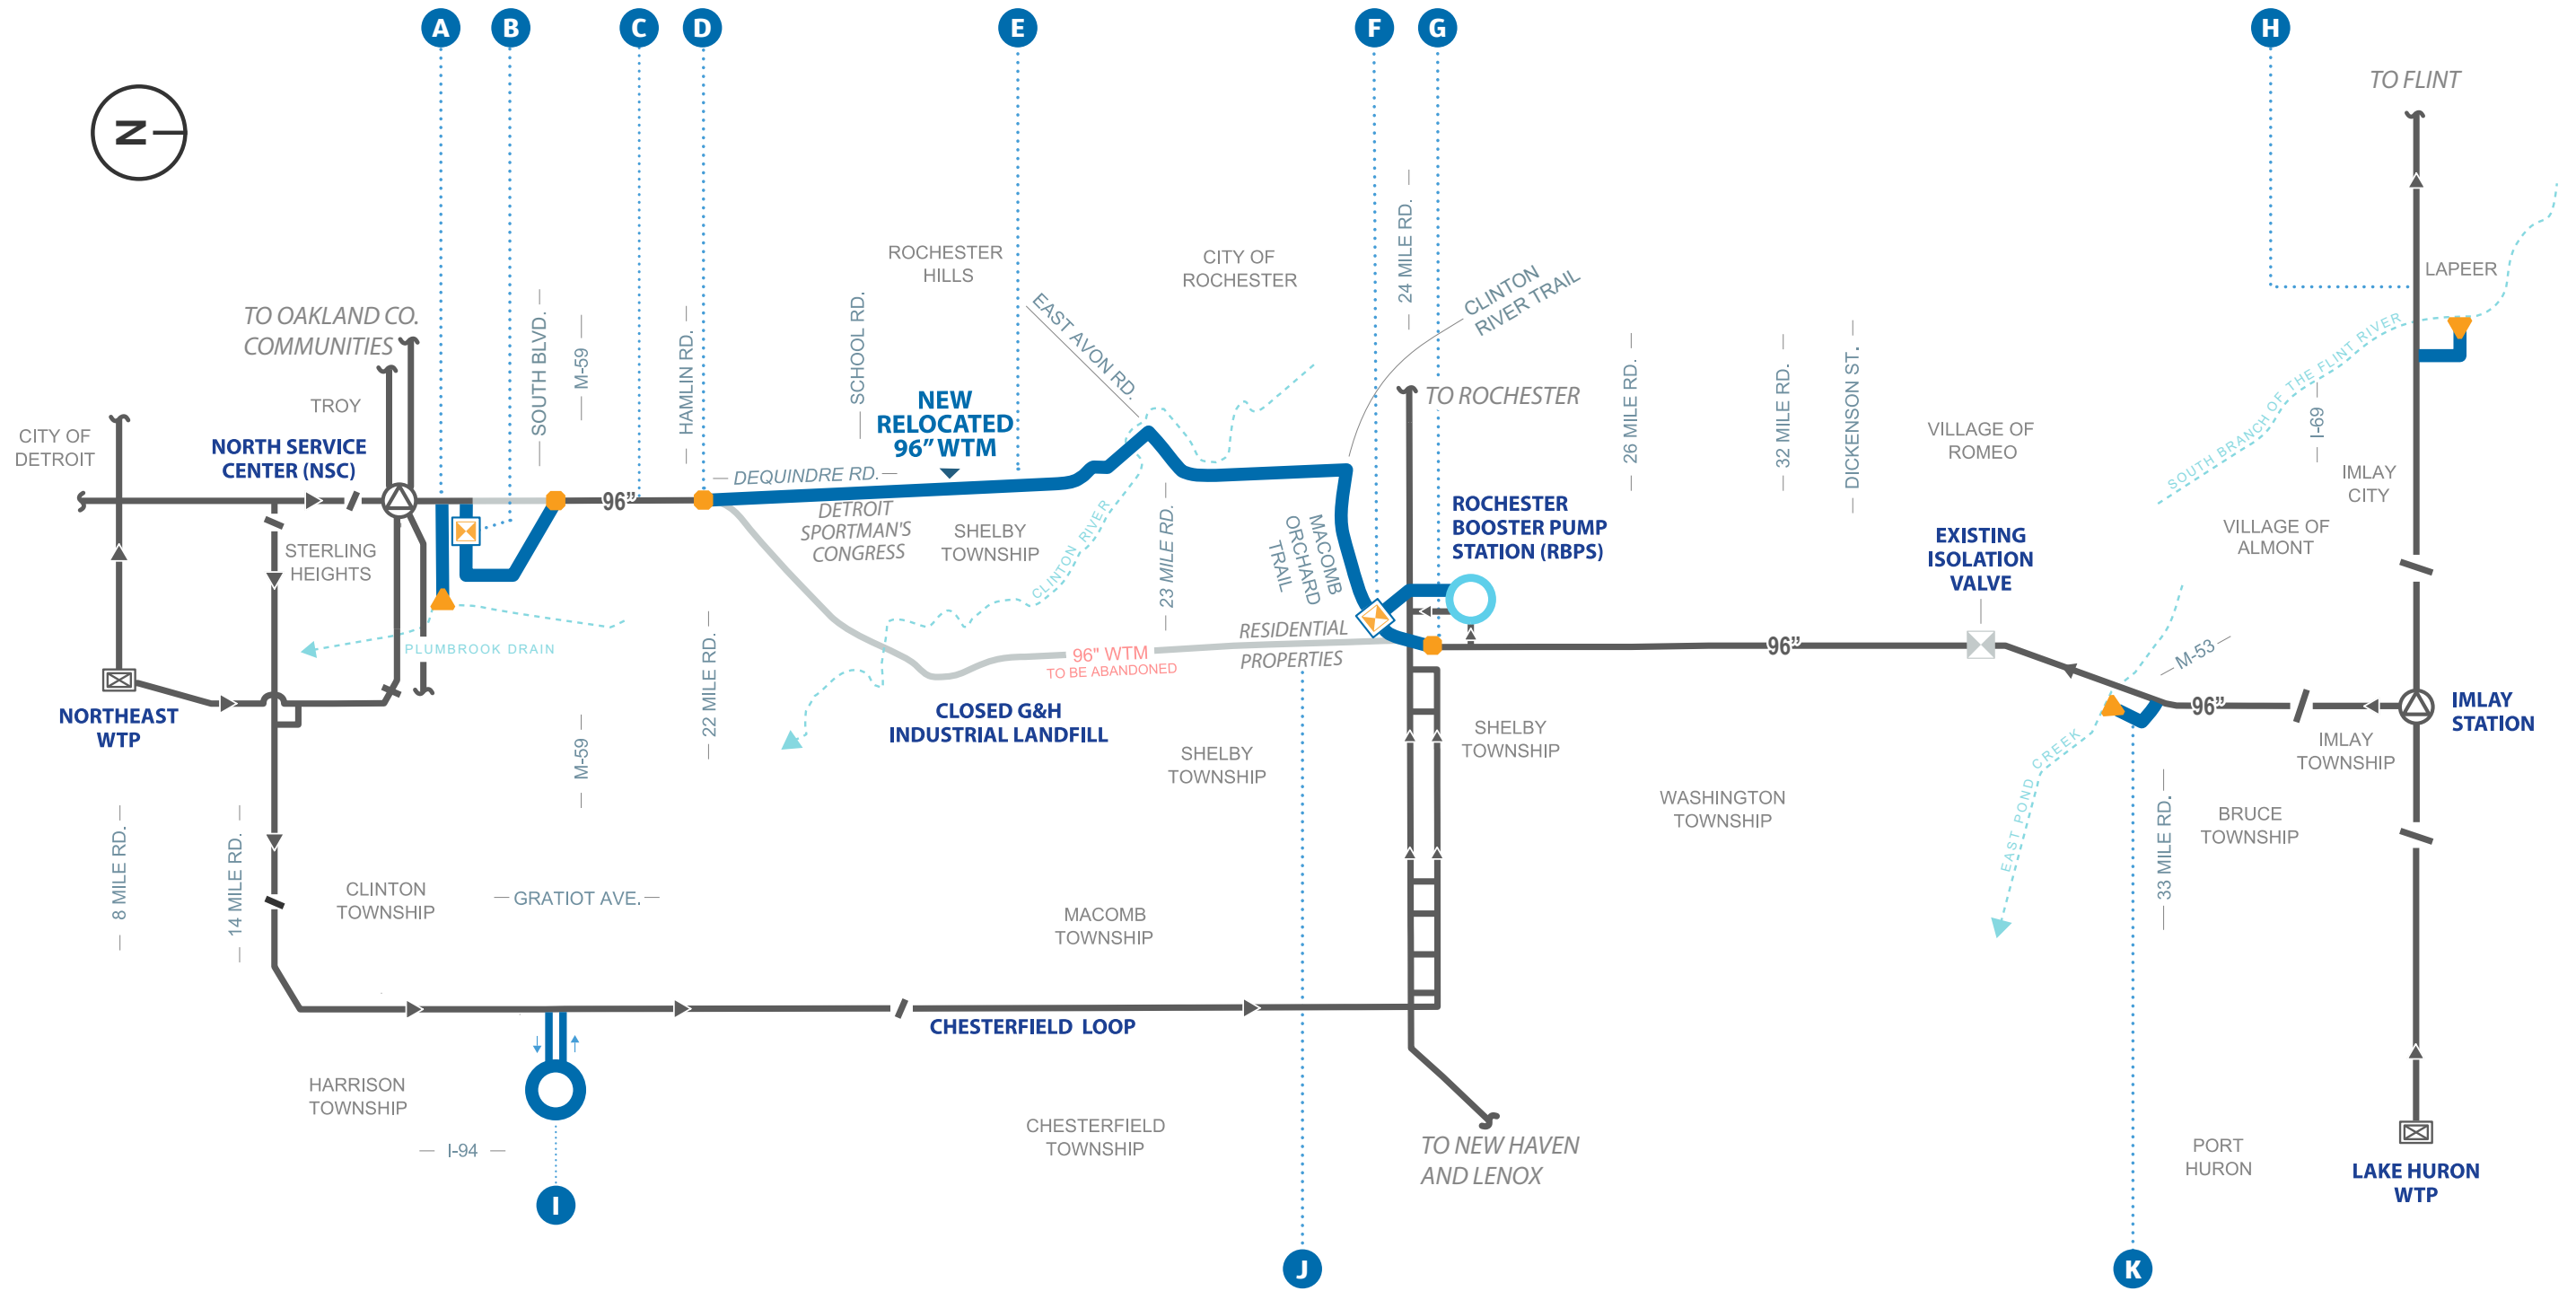 A
B
C
D
E
F
G
H
TO FLINT
N
24 MILE RD.
ROCHESTER
HILLS
CITY OF
ROCHESTER
CLINTON
RIVER TRAIL
LAPEER
TO OAKLAND CO.
COMMUNITIES
SOUTH BLVD.
M-59
HAMLIN RD.
SCHOOL RD.
EAST AVON RD.
SOUTH BRANCH OF THE FLINT RIVER
I-69
TROY
NEW
RELOCATED
96” WTM
TO ROCHESTER
26 MILE RD.
32 MILE RD.
DICKENSON ST.
VILLAGE OF
ROMEO
CITY OF
DETROIT
NORTH SERVICE
CENTER (NSC)
DEQUINDRE RD.
IMLAY
CITY
96”
DETROIT
SPORTMAN'S
CONGRESS
SHELBY
TOWNSHIP
CLINTON RIVER
23 MILE RD.
MACOMB
ORCHARD
TRAIL
ROCHESTER
BOOSTER PUMP
STATION (RBPS)
EXISTING
ISOLATION
VALVE
VILLAGE OF
ALMONT
STERLING
HEIGHTS
PLUMBROOK DRAIN
22 MILE RD.
96" WTM
TO BE ABANDONED
RESIDENTIAL
PROPERTIES
96”
M-53
96”
NORTHEAST
WTP
CLOSED G&H
INDUSTRIAL LANDFILL
IMLAY
STATION
M-59
SHELBY
TOWNSHIP
SHELBY
TOWNSHIP
IMLAY
TOWNSHIP
EAST POND CREEK
WASHINGTON
TOWNSHIP
33 MILE RD.
BRUCE
TOWNSHIP
8 MILE RD.
14 MILE RD.
CLINTON
TOWNSHIP
GRATIOT AVE.
MACOMB
TOWNSHIP
CHESTERFIELD LOOP
HARRISON
TOWNSHIP
I-94
CHESTERFIELD
TOWNSHIP
TO NEW HAVEN
AND LENOX
PORT
HURON
LAKE HURON
WTP
I
J
K